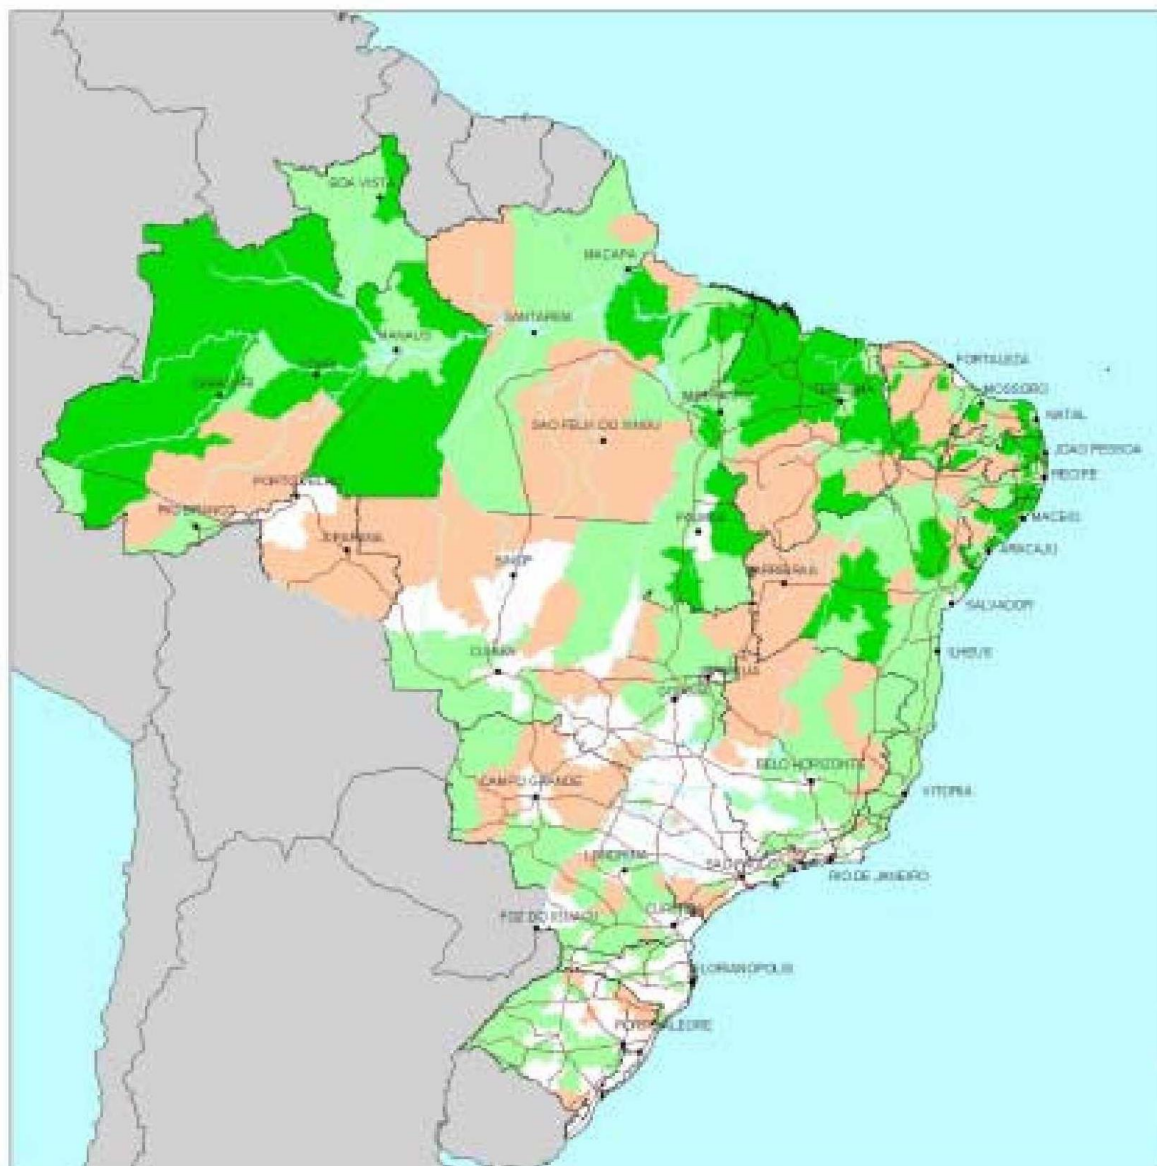 BOA VISTA
MACAPA
SANTAREM
MANAUS
FORTALEZA
MOSSORO
NATAL
SAO FELIX DO XINGU
JOAO PESSOA
RECIFE
PORTO VELHO
RIO BRANCO
MACEIO
ARACAJU
SINOP
SALVADOR
CUIABA
ILHEUS
BELO HORIZONTE
CAMPO GRANDE
VITORIA
LONDRINA
RIO DE JANEIRO
FOZ DO IGUACU
FLORIANOPOLIS
PORTO ALEGRE